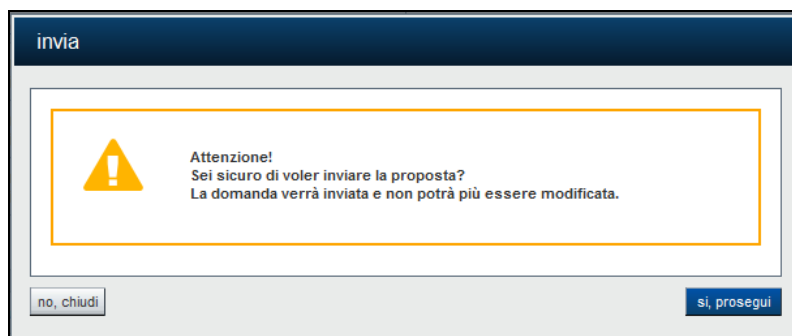 invia
Attenzione!
Sei sicuro di voler inviare la proposta?
La domanda verrà inviata e non potrà più essere modificata.
no, chiudi
si, prosegui